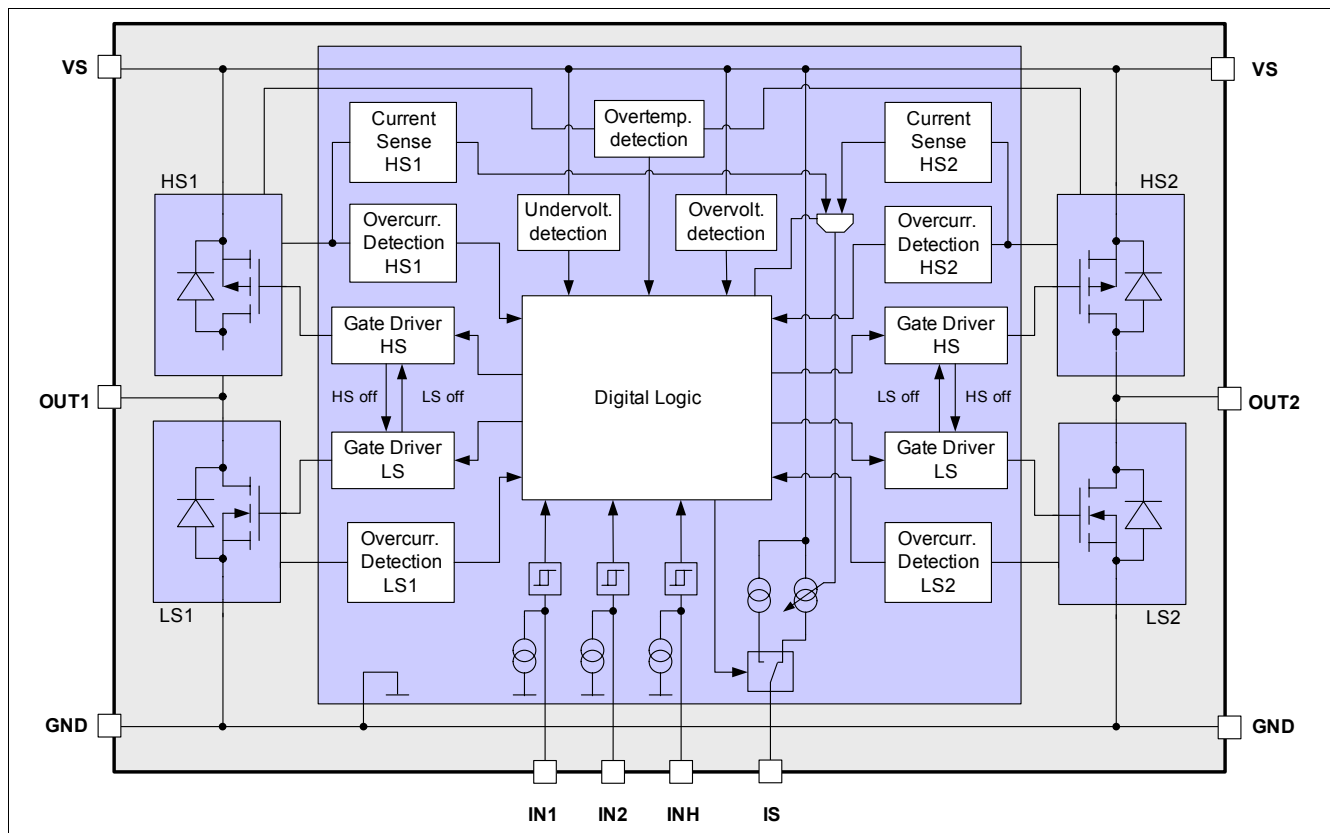 VS
VS
Current
Sense
HS1
Overtemp.
detection
Current
Sense
HS2
HS1
HS2
Overcurr.
Detection
HS1
Undervolt.
detection
Overvolt.
detection
Overcurr.
Detection
HS2
Gate Driver
HS
Gate Driver
HS
HS off
LS off
Digital Logic
LS off
HS off
OUT1
OUT2
Gate Driver
LS
Gate Driver
LS
Overcurr.
Detection
LS1
Overcurr.
Detection
LS2
LS1
LS2
GND
GND
IN1
IN2
INH
IS